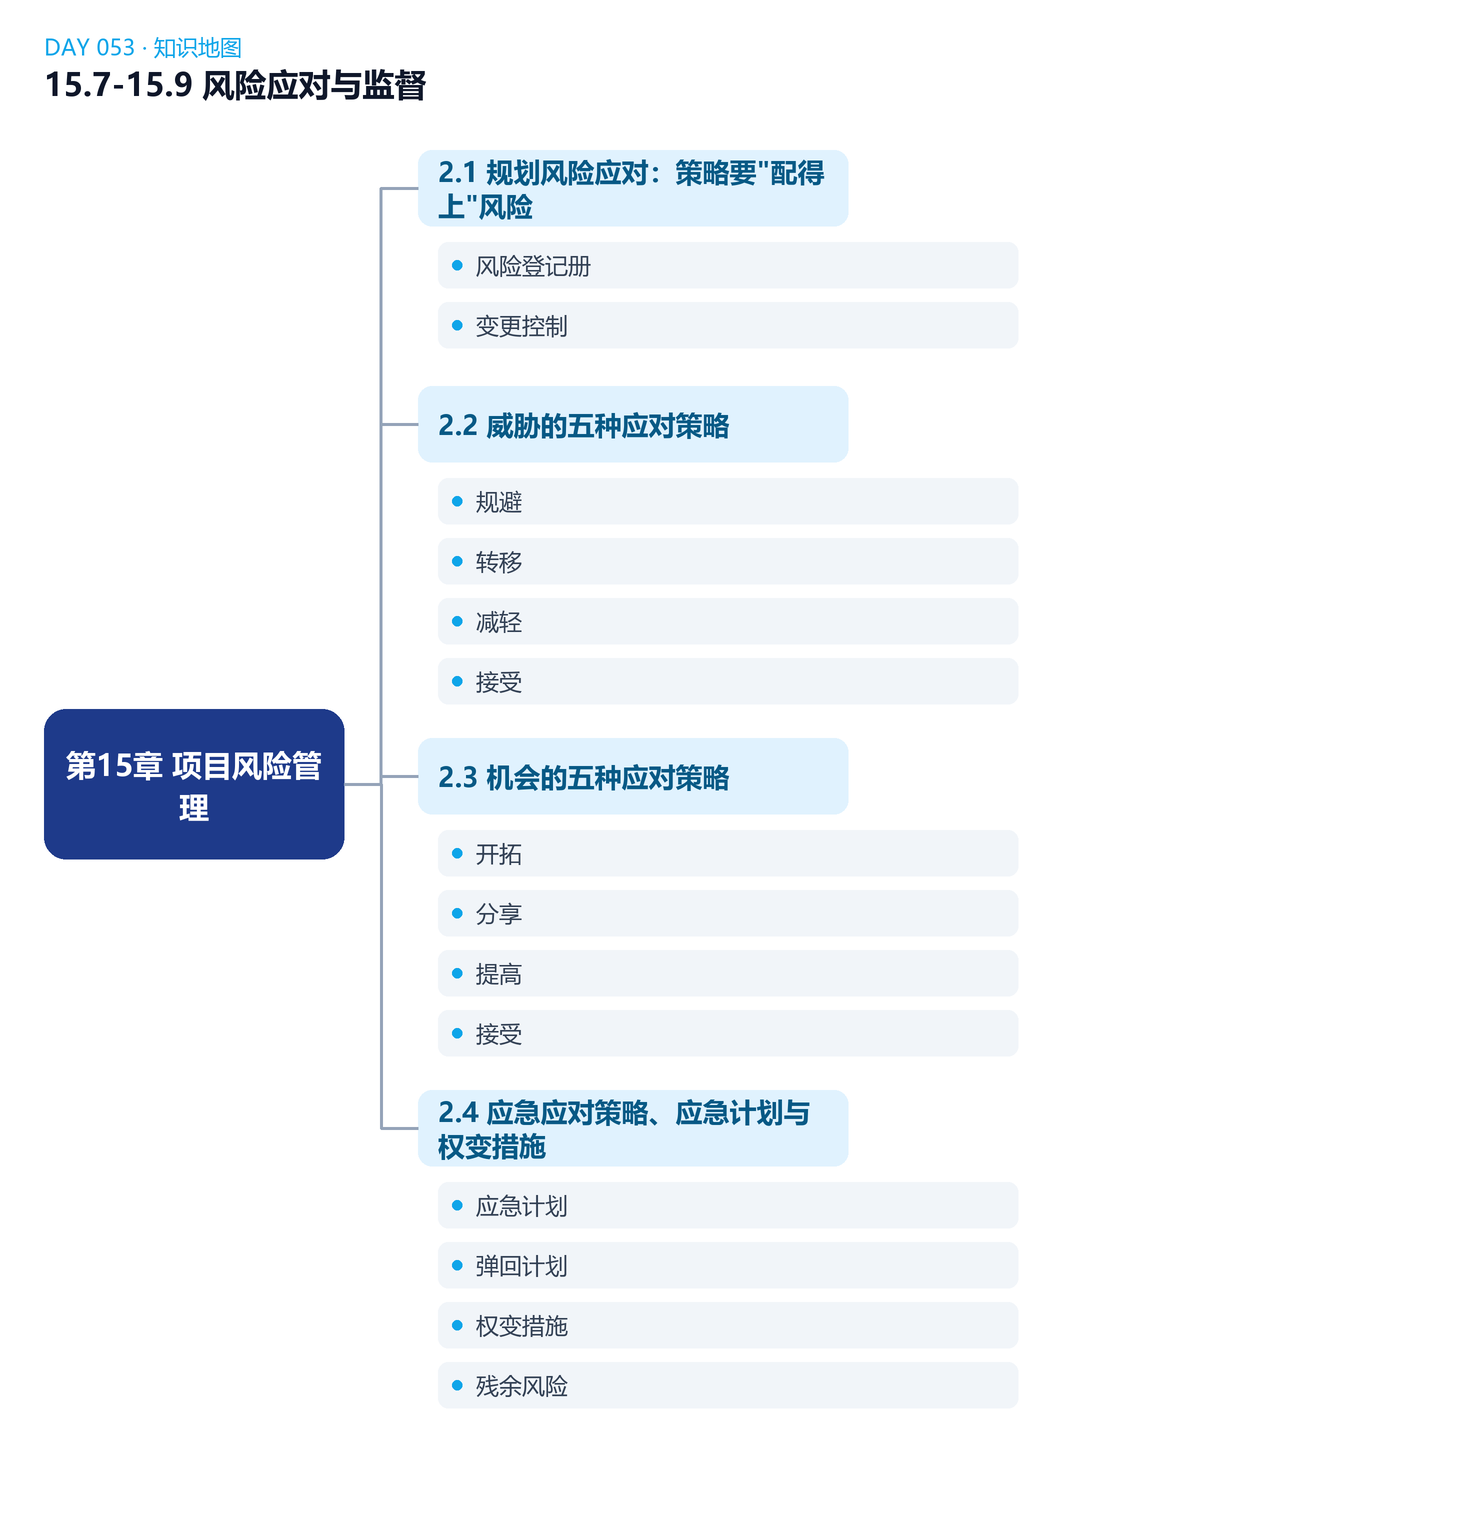 DAY 053 · 知识地图
15.7-15.9 风险应对与监督
2.1 规划风险应对：策略要"配得
上"风险
风险登记册
变更控制
2.2 威胁的五种应对策略
规避
转移
减轻
接受
第15章 项目风险管
理
2.3 机会的五种应对策略
开拓
分享
提高
接受
2.4 应急应对策略、应急计划与
权变措施
应急计划
弹回计划
权变措施
残余风险